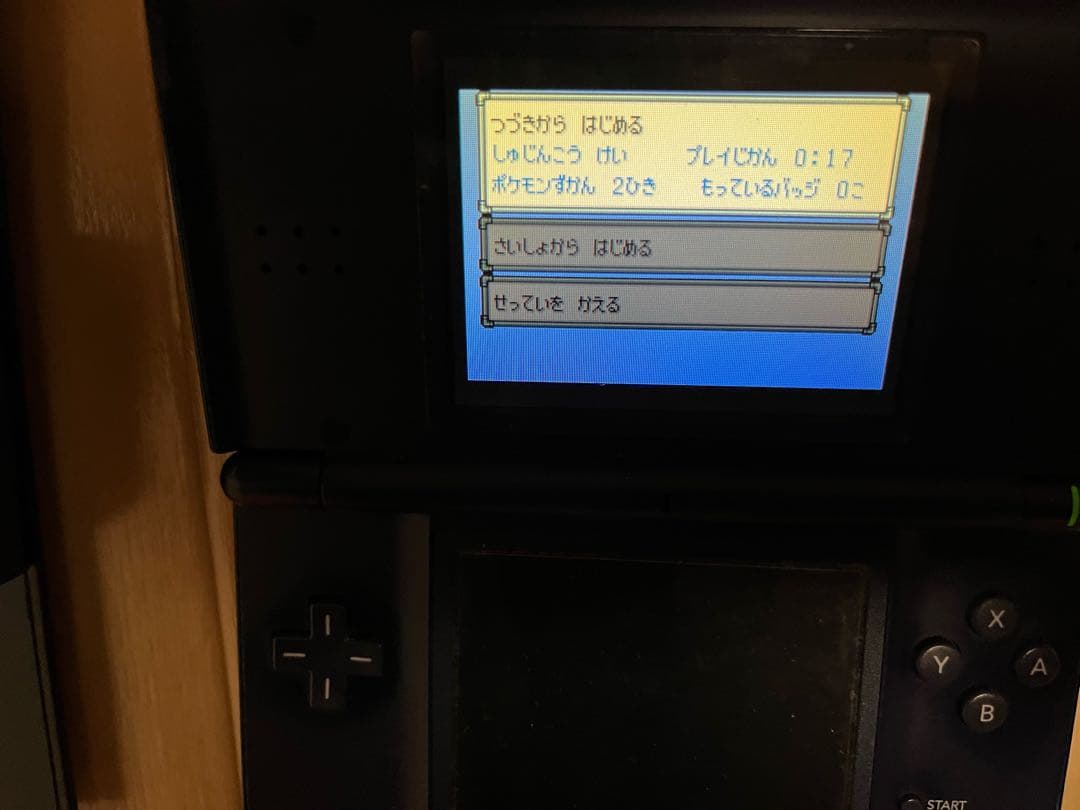 つづきから はじめる
しゅじんこう けい プレイじかん 0:17
ポケモンずかん 2ひき もっているバッジ 0こ
さいしょから はじめる
せっていを かえる
X
Y A
B
START